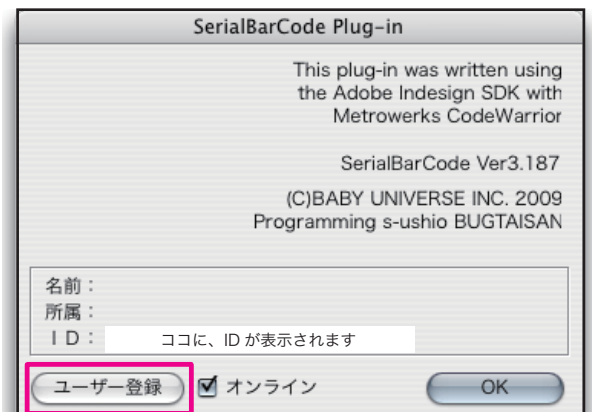 SerialBarCode Plug-in
This plug-in was written using
the Adobe Indesign SDK with
Metrowerks CodeWarrior
SerialBarCode Ver3.187
(C)BABY UNIVERSE INC. 2009
Programming s-ushio BUGTAISAN
名前：
所属：
ＩＤ： ココに、ID が表示されます
ユーザー登録 オンライン OK